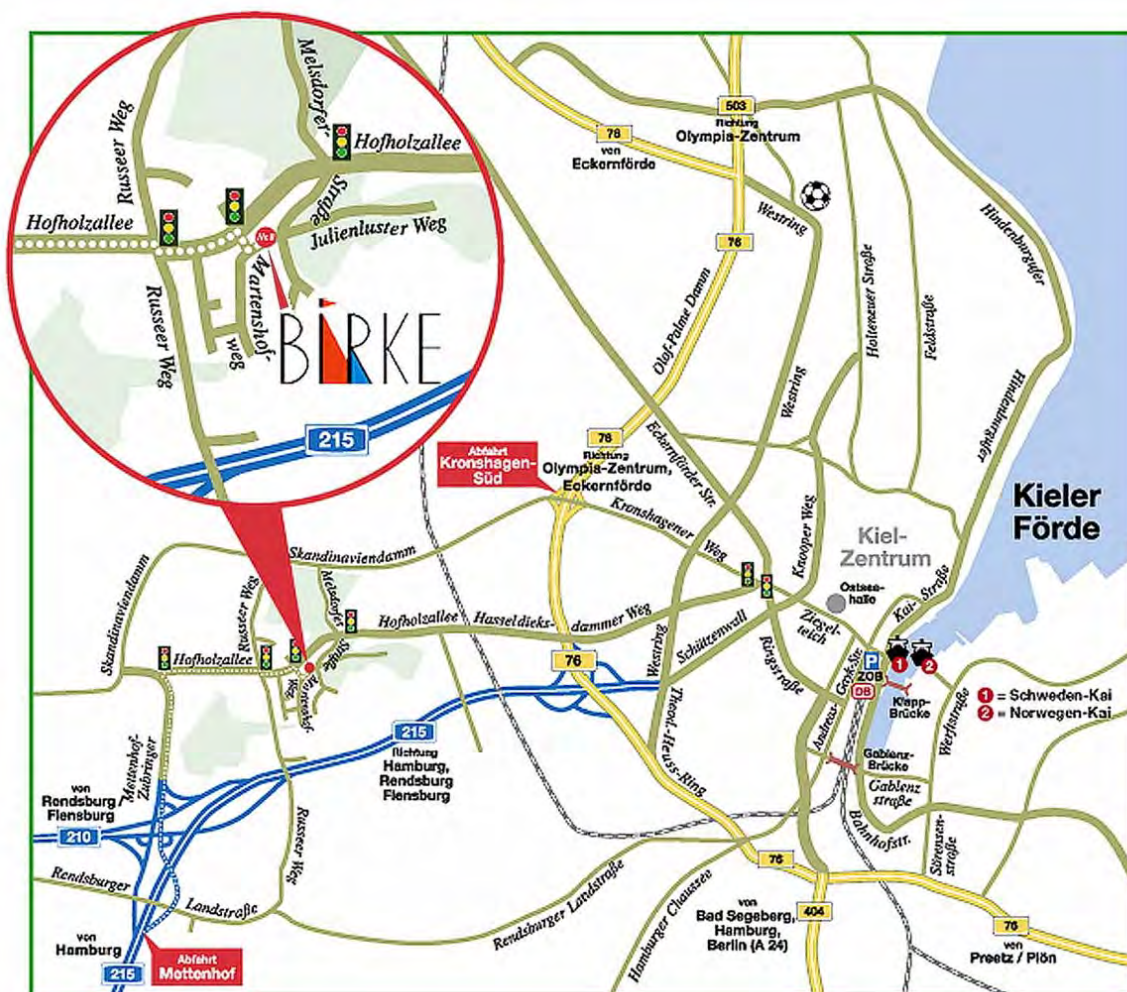 Russeer Weg
Melsdorfer-
Straße
Hofholzallee
Hofholzallee
Julienluster Weg
Martenshof-
weg
Russeer Weg
BIRKE
215
503
Richtung
Olympia-Zentrum
76
von
Eckernförde
Westring
76
Olof-Palme Damm
Hindenburgufer
Holtenauer Straße
Feldstraße
Westring
Hindenburgufer
Abfahrt
Kronshagen-
Süd
76
Richtung
Olympia-Zentrum,
Eckernförde
Eckernförder Str.
Kronshagener Weg
Knooper Weg
Kieler
Förde
Kiel-
Zentrum
Ostsee-
halle
Kai-Straße
Ziegel-
teich
Skandinaviendamm
Skandinaviendamm
Russeer Weg
Melsdorfer
Straße
Hofholzallee
Hofholzallee
Hasseldieks-
dammer Weg
Martenshof-
Weg
Westring
Schützenwall
Ringstraße
76
P
ZOB
DB
1
2
Klapp-
Brücke
1 = Schweden-Kai
2 = Norwegen-Kai
Werftstraße
Gablenz-
Brücke
Gablenz
straße
Bahnhofstr.
Sörensen-
straße
Theod.-Heuss-Ring
215
Richtung
Hamburg,
Rendsburg
Flensburg
Mettenhof-
Zubringer
von
Rendsburg
Flensburg
210
Russeer Weg
Rendsburger
Landstraße
Rendsburger Landstraße
Hamburger Chaussee
von
Hamburg
215
Abfahrt
Mettenhof
76
von
Bad Segeberg,
Hamburg,
Berlin (A 24)
404
76
von
Preetz / Plön